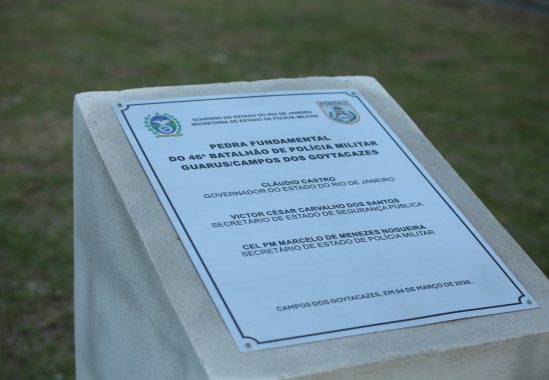 GOVERNO DO ESTADO DO RIO DE JANEIRO
SECRETARIA DE ESTADO DE POLÍCIA MILITAR
PEDRA FUNDAMENTAL
DO 46º BATALHÃO DE POLÍCIA MILITAR
GUARUS/CAMPOS DOS GOYTACAZES
CLÁUDIO CASTRO
GOVERNADOR DO ESTADO DO RIO DE JANEIRO
VICTOR CÉSAR CARVALHO DOS SANTOS
SECRETÁRIO DE ESTADO DE SEGURANÇA PÚBLICA
CEL PM MARCELO DE MENEZES NOGUEIRA
SECRETÁRIO DE ESTADO DE POLÍCIA MILITAR
CAMPOS DOS GOYTACAZES, EM 04 DE MARÇO DE 2026.